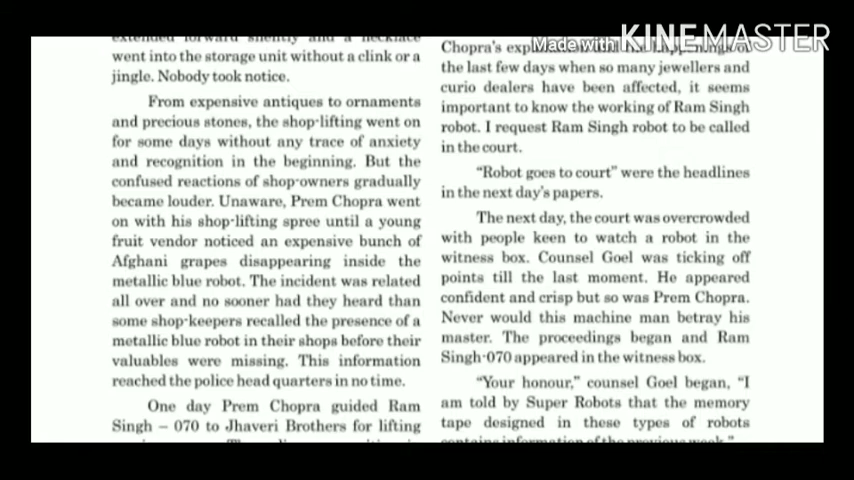 Made with KINEMASTER
extended forward silently and a necklace
went into the storage unit without a clink or a
jingle. Nobody took notice.
From expensive antiques to ornaments
and precious stones, the shop-lifting went on
for some days without any trace of anxiety
and recognition in the beginning. But the
confused reactions of shop-owners gradually
became louder. Unaware, Prem Chopra went
on with his shop-lifting spree until a young
fruit vendor noticed an expensive bunch of
Afghani grapes disappearing inside the
metallic blue robot. The incident was related
all over and no sooner had they heard than
some shop-keepers recalled the presence of a
metallic blue robot in their shops before their
valuables were missing. This information
reached the police head quarters in no time.
One day Prem Chopra guided Ram
Singh – 070 to Jhaveri Brothers for lifting
Chopra's
the last few days when so many jewellers and
curio dealers have been affected, it seems
important to know the working of Ram Singh
robot. I request Ram Singh robot to be called
in the court.
“Robot goes to court” were the headlines
in the next day's papers.
The next day, the court was overcrowded
with people keen to watch a robot in the
witness box. Counsel Goel was ticking off
points till the last moment. He appeared
confident and crisp but so was Prem Chopra.
Never would this machine man betray his
master. The proceedings began and Ram
Singh-070 appeared in the witness box.
“Your honour,” counsel Goel began, “I
am told by Super Robots that the memory
tape designed in these types of robots
contains information of the previous week.”